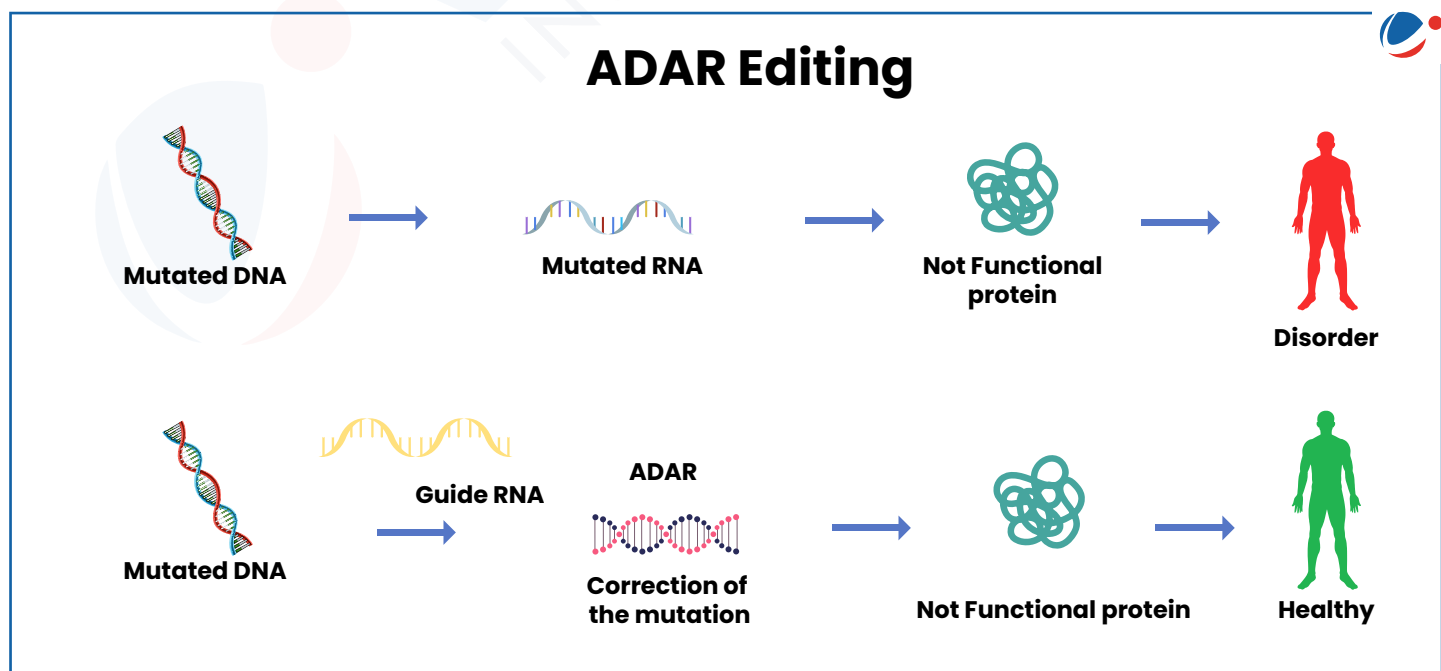 ADAR Editing
Mutated DNA
Mutated RNA
Not Functional
protein
Disorder
Guide RNA
ADAR
Mutated DNA
Correction of
the mutation
Not Functional protein
Healthy